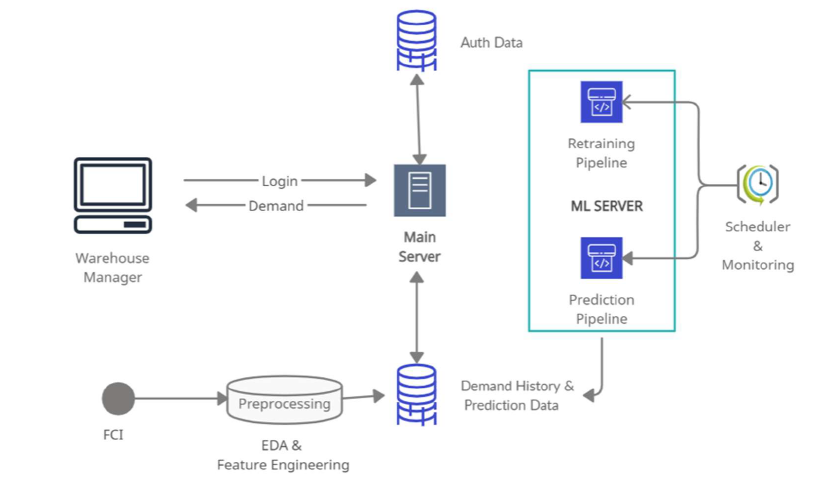 Auth Data
Retraining
Pipeline
ML SERVER
Prediction
Pipeline
Scheduler
&
Monitoring
Login
Demand
Main
Server
Warehouse
Manager
Demand History &
Prediction Data
Preprocessing
FCI
EDA &
Feature Engineering